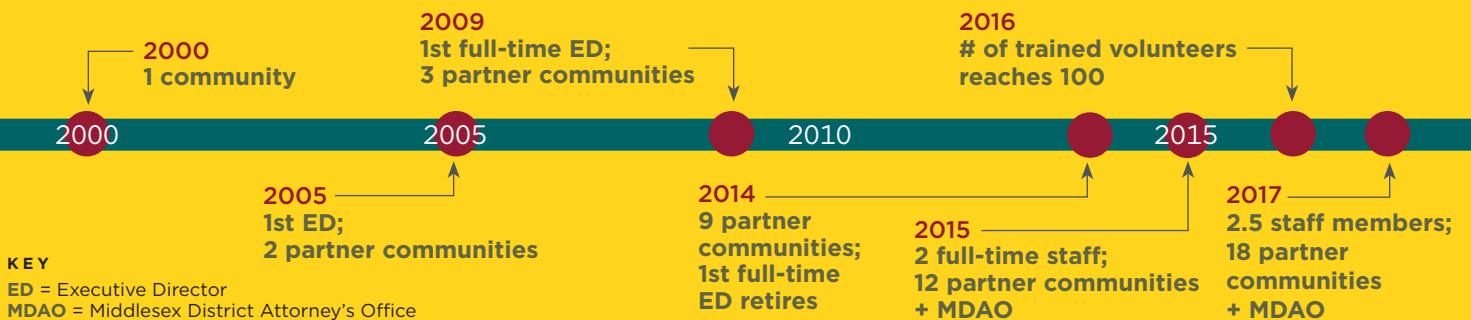 2000
1 community
2009
1st full-time ED;
3 partner communities
2016
# of trained volunteers
reaches 100
2000
2005
2010
2015
2005
1st ED;
2 partner communities
2014
9 partner
communities;
1st full-time
ED retires
2015
2 full-time staff;
12 partner communities
+ MDAO
2017
2.5 staff members;
18 partner
communities
+ MDAO
KEY
ED = Executive Director
MDAO = Middlesex District Attorney's Office